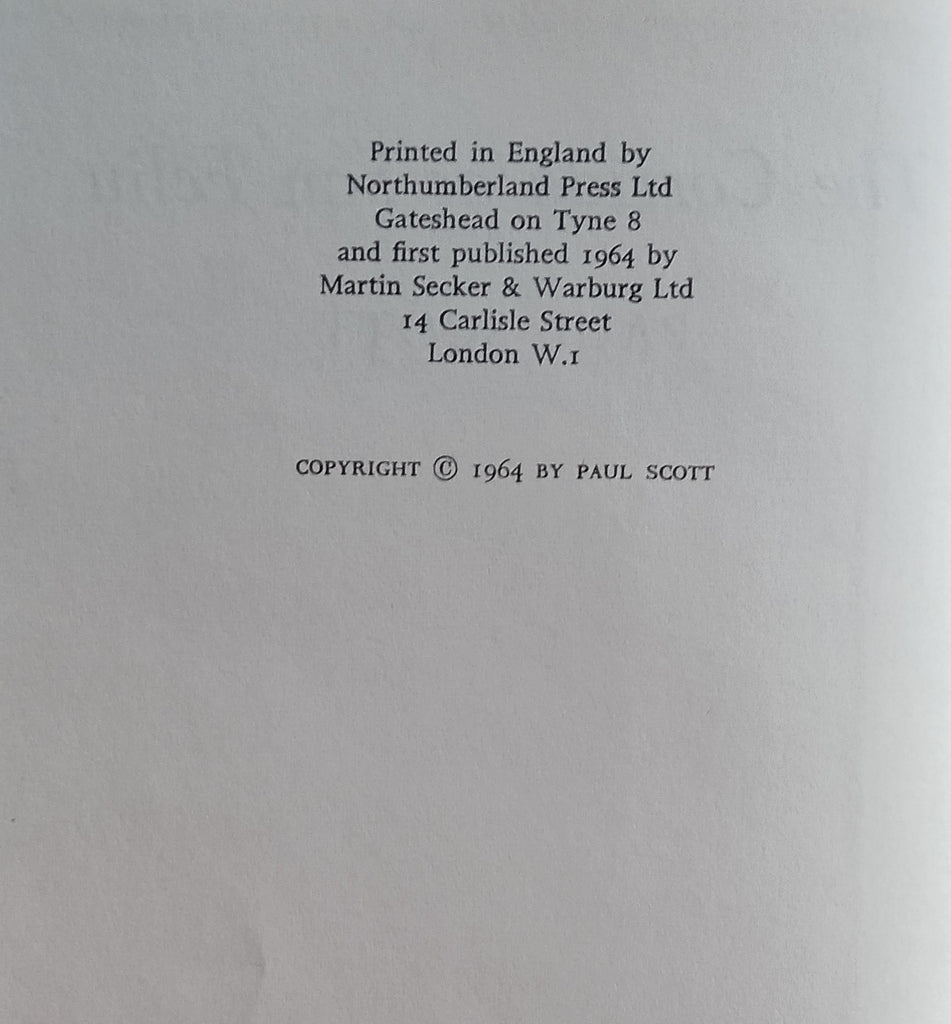 Printed in England by
Northumberland Press Ltd
Gateshead on Tyne 8
and first published 1964 by
Martin Secker & Warburg Ltd
14 Carlisle Street
London W.1
COPYRIGHT © 1964 BY PAUL SCOTT